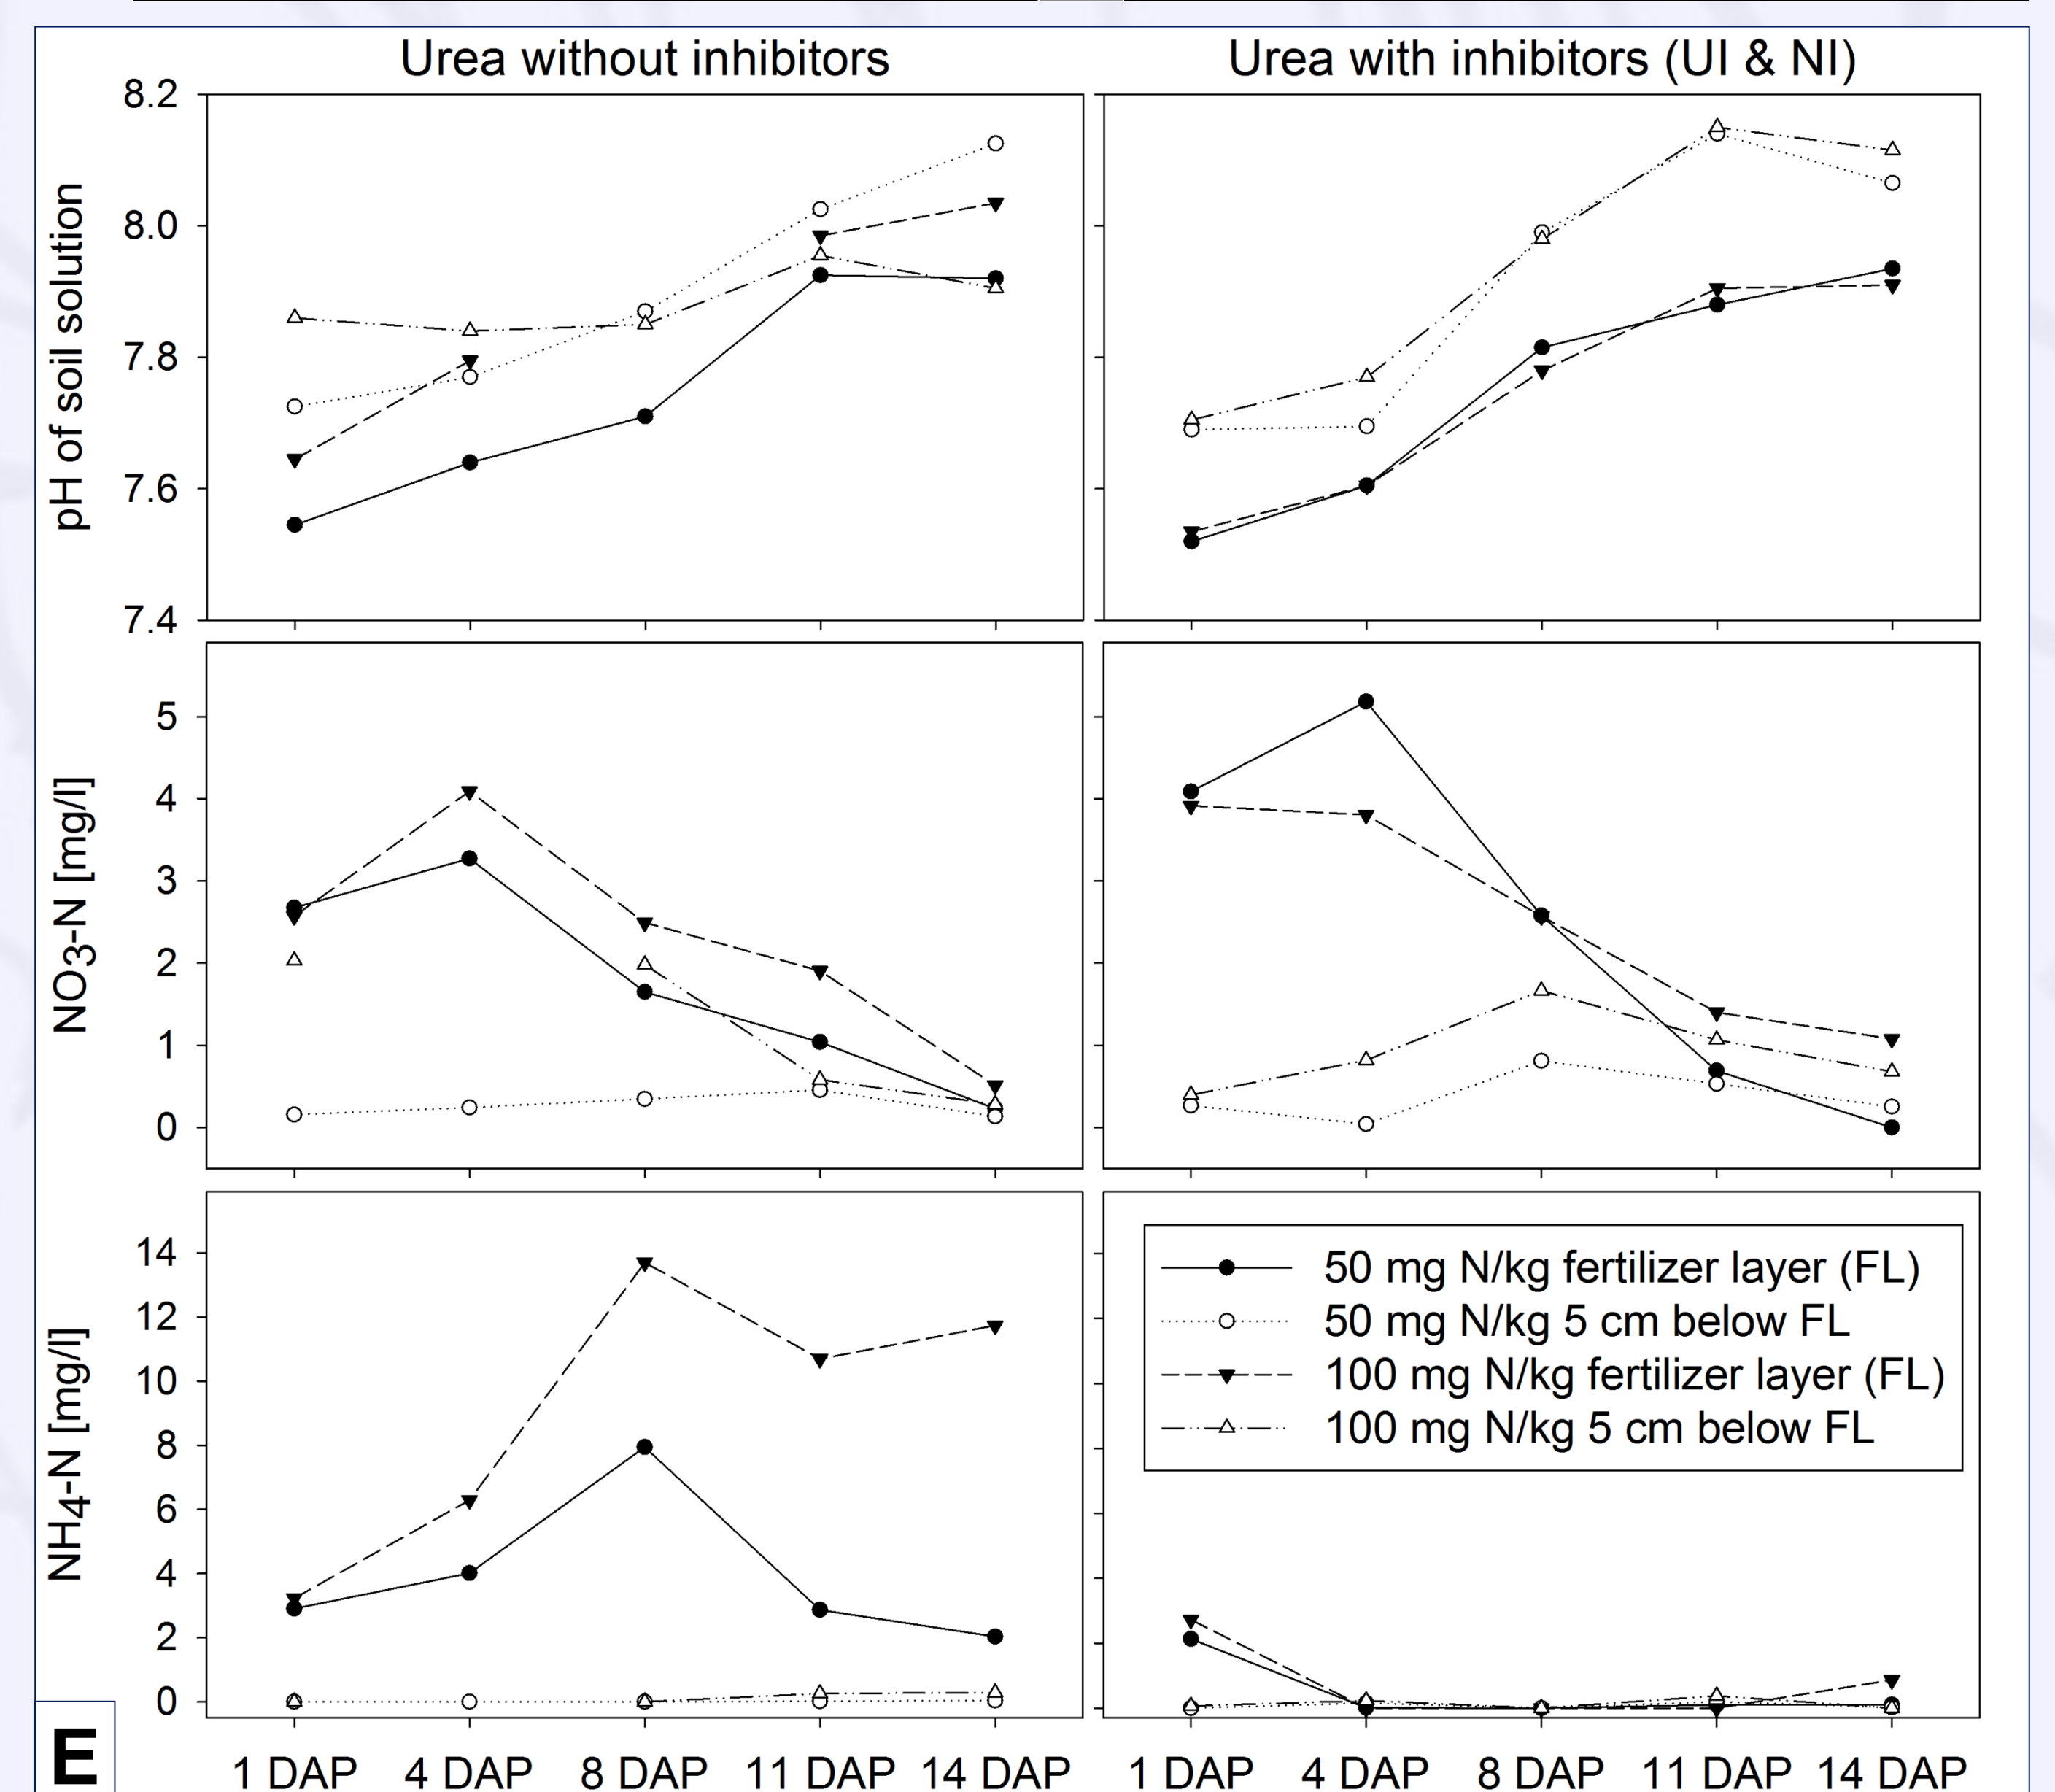 Urea without inhibitors
Urea with inhibitors (UI & NI)
pH of soil solution
8.2
8.0
7.8
7.6
7.4
NO3-N [mg/l]
5
4
3
2
1
0
NH4-N [mg/l]
14
12
10
8
6
4
2
0
50 mg N/kg fertilizer layer (FL)
50 mg N/kg 5 cm below FL
100 mg N/kg fertilizer layer (FL)
100 mg N/kg 5 cm below FL
E
1 DAP 4 DAP 8 DAP 11 DAP 14 DAP
1 DAP 4 DAP 8 DAP 11 DAP 14 DAP